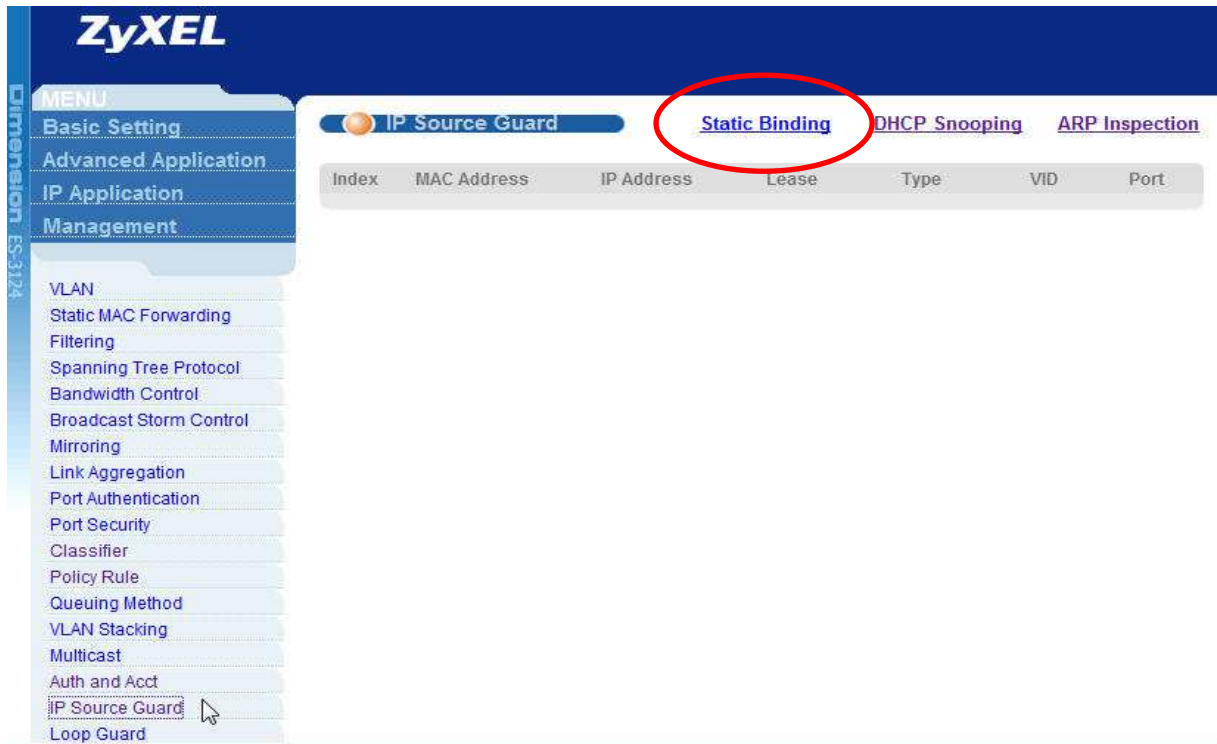 ZyXEL
Dimension ES-3124
MENU
Basic Setting
Advanced Application
IP Application
Management
VLAN
Static MAC Forwarding
Filtering
Spanning Tree Protocol
Bandwidth Control
Broadcast Storm Control
Mirroring
Link Aggregation
Port Authentication
Port Security
Classifier
Policy Rule
Queuing Method
VLAN Stacking
Multicast
Auth and Acct
IP Source Guard
Loop Guard
IP Source Guard Static Binding DHCP Snooping ARP Inspection
Index MAC Address IP Address Lease Type VID Port